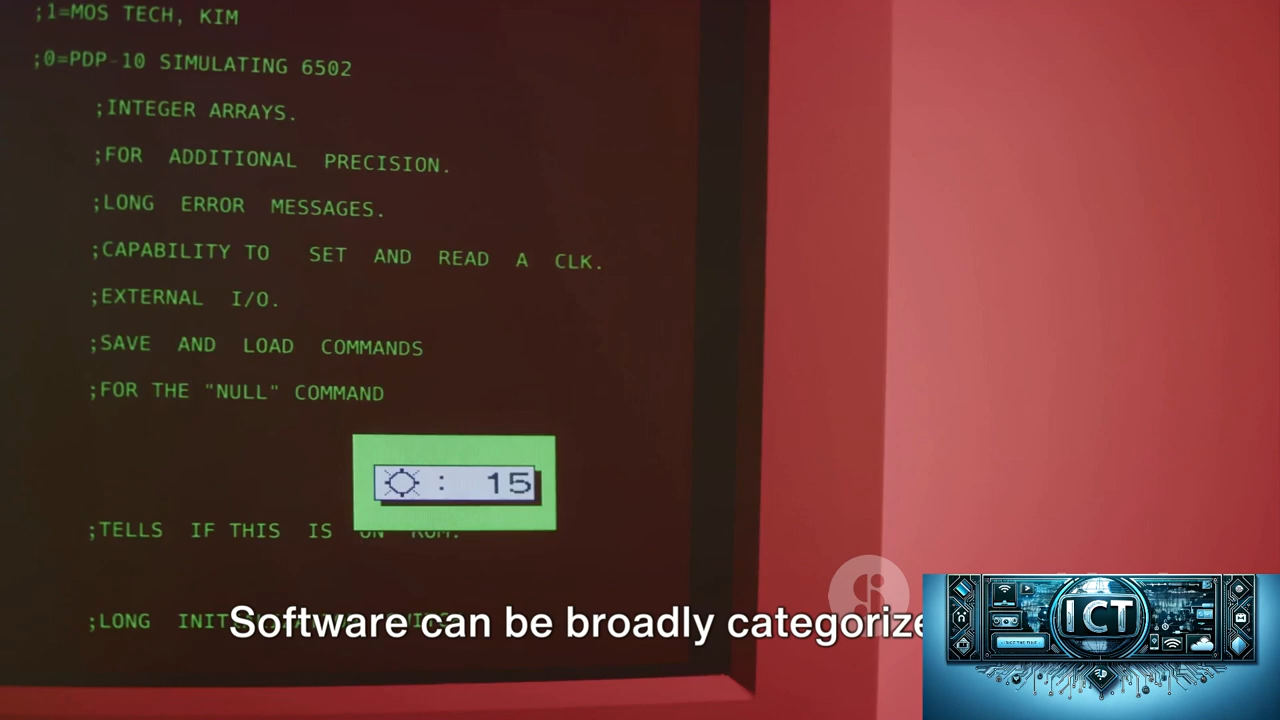 ;1=MOS TECH, KIM
;0=PDP-10 SIMULATING 6502
;INTEGER ARRAYS.
;FOR ADDITIONAL PRECISION.
;LONG ERROR MESSAGES.
;CAPABILITY TO SET AND READ A CLK.
;EXTERNAL I/O.
;SAVE AND LOAD COMMANDS
;FOR THE "NULL" COMMAND
: 15
;TELLS IF THIS IS ON ROM.
;LONG
Software can be broadly categorize
ICT